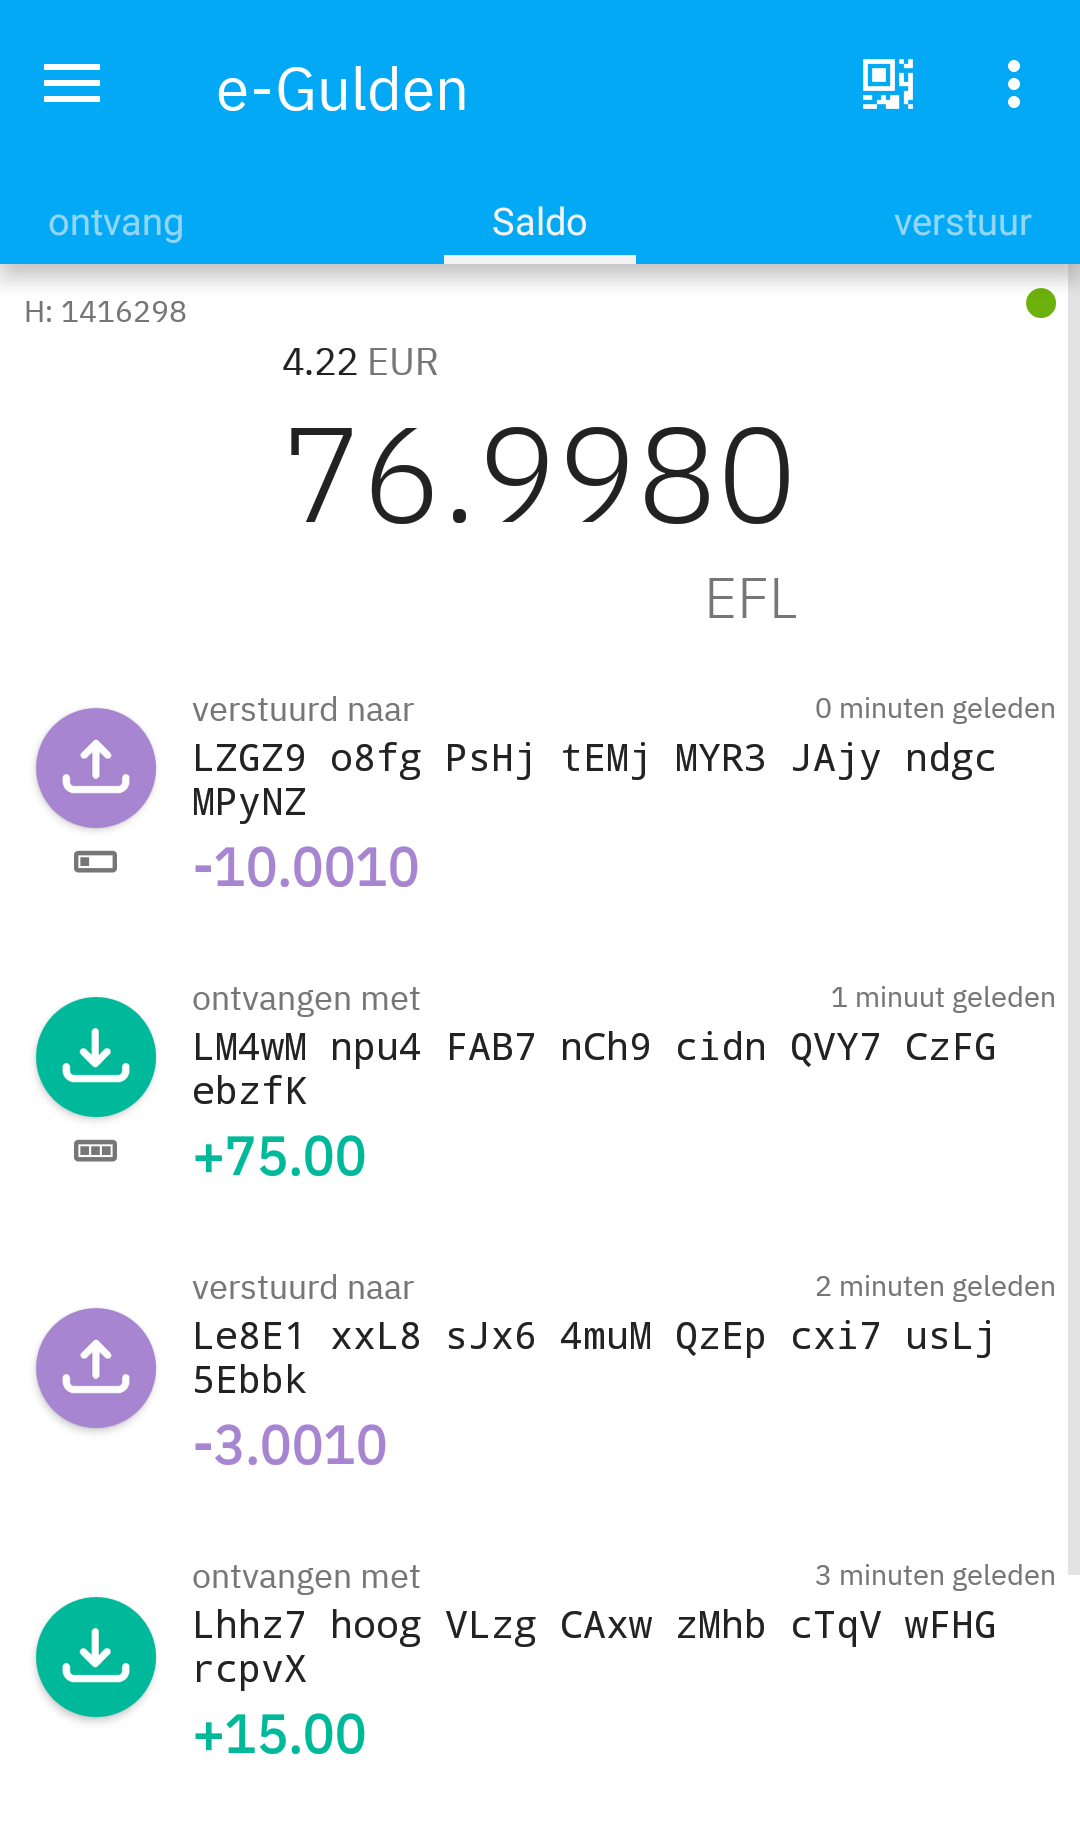 e-Gulden
ontvang Saldo verstuur
H: 1416298
4.22 EUR
76.9980
EFL
verstuurd naar 0 minuten geleden
LZGZ9 o8fg PsHj tEMj MYR3 JAjy ndgc
MPyNZ
-10.0010
ontvangen met 1 minuut geleden
LM4wM npu4 FAB7 nCh9 cidn QVY7 CzFG
ebzfK
+75.00
verstuurd naar 2 minuten geleden
Le8E1 xxL8 sJx6 4muM QzEp cxi7 usLj
5Ebbk
-3.0010
ontvangen met 3 minuten geleden
Lhhz7 hoog VLzg CAxw zMhb cTqV wFHG
rcpvX
+15.00